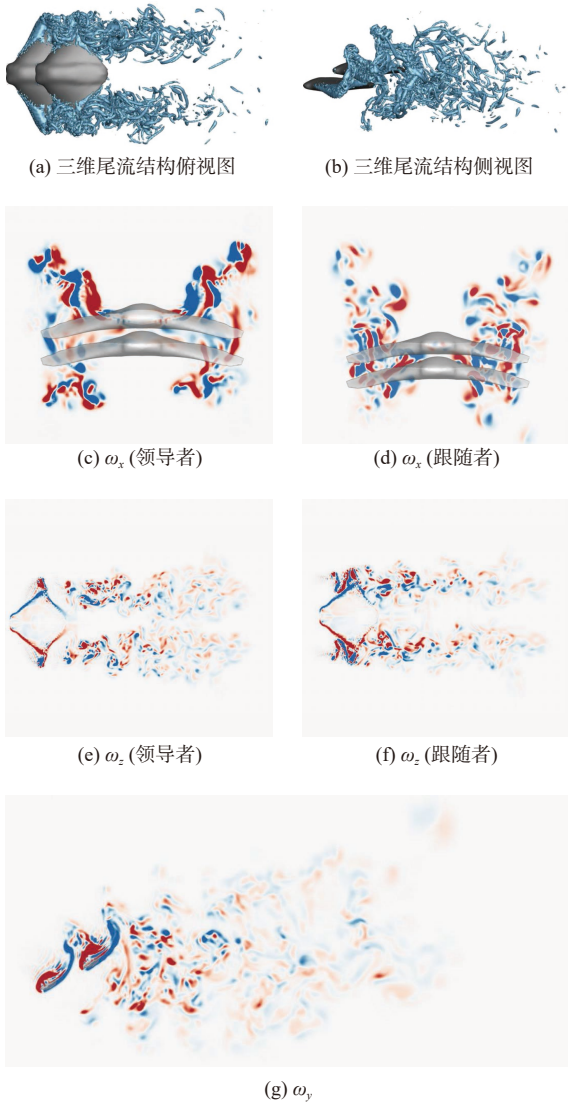 (a) 三维尾流结构俯视图
(b) 三维尾流结构侧视图
(c) ωx (领导者)
(d) ωx (跟随者)
(e) ωz (领导者)
(f) ωz (跟随者)
(g) ωy